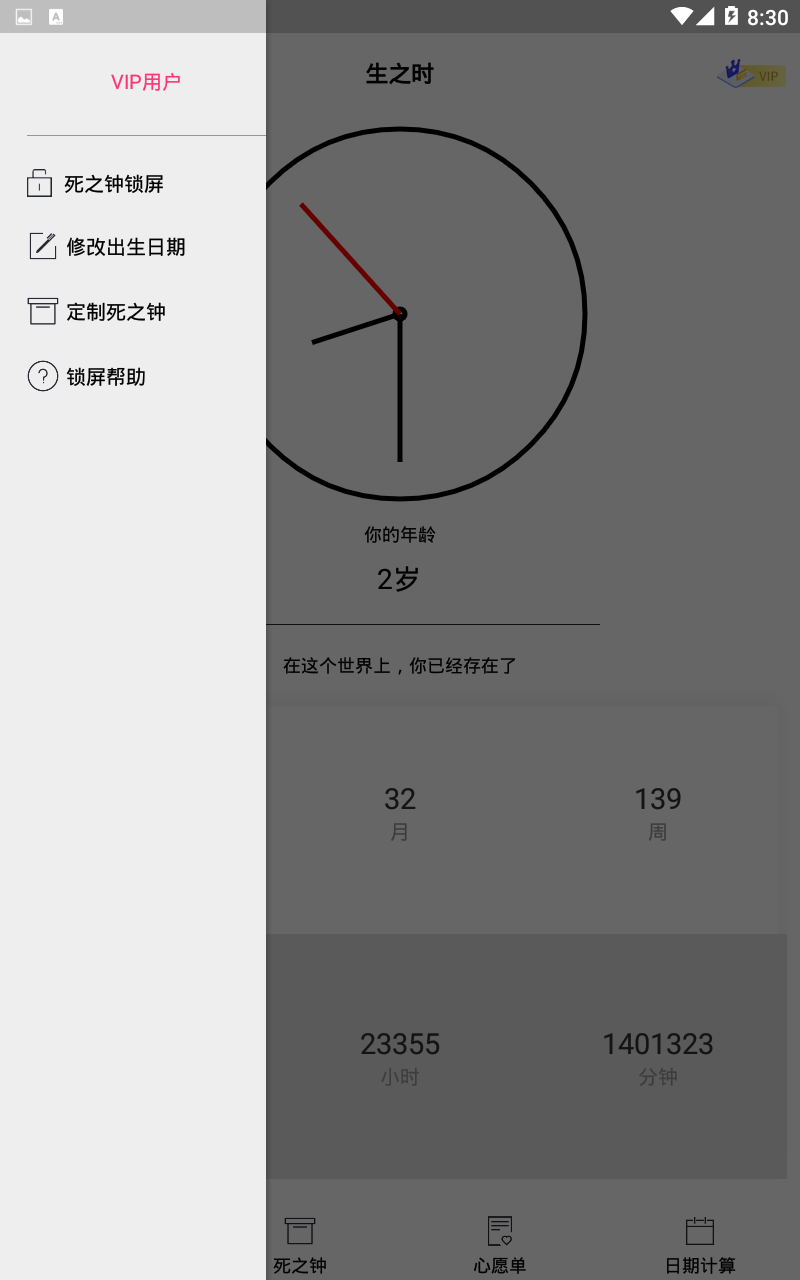 8:30
VIP用户
死之钟锁屏
修改出生日期
定制死之钟
锁屏帮助
生之时
VIP
你的年龄
2岁
在这个世界上，你已经存在了
32
月
139
周
23355
小时
1401323
分钟
死之钟
心愿单
日期计算